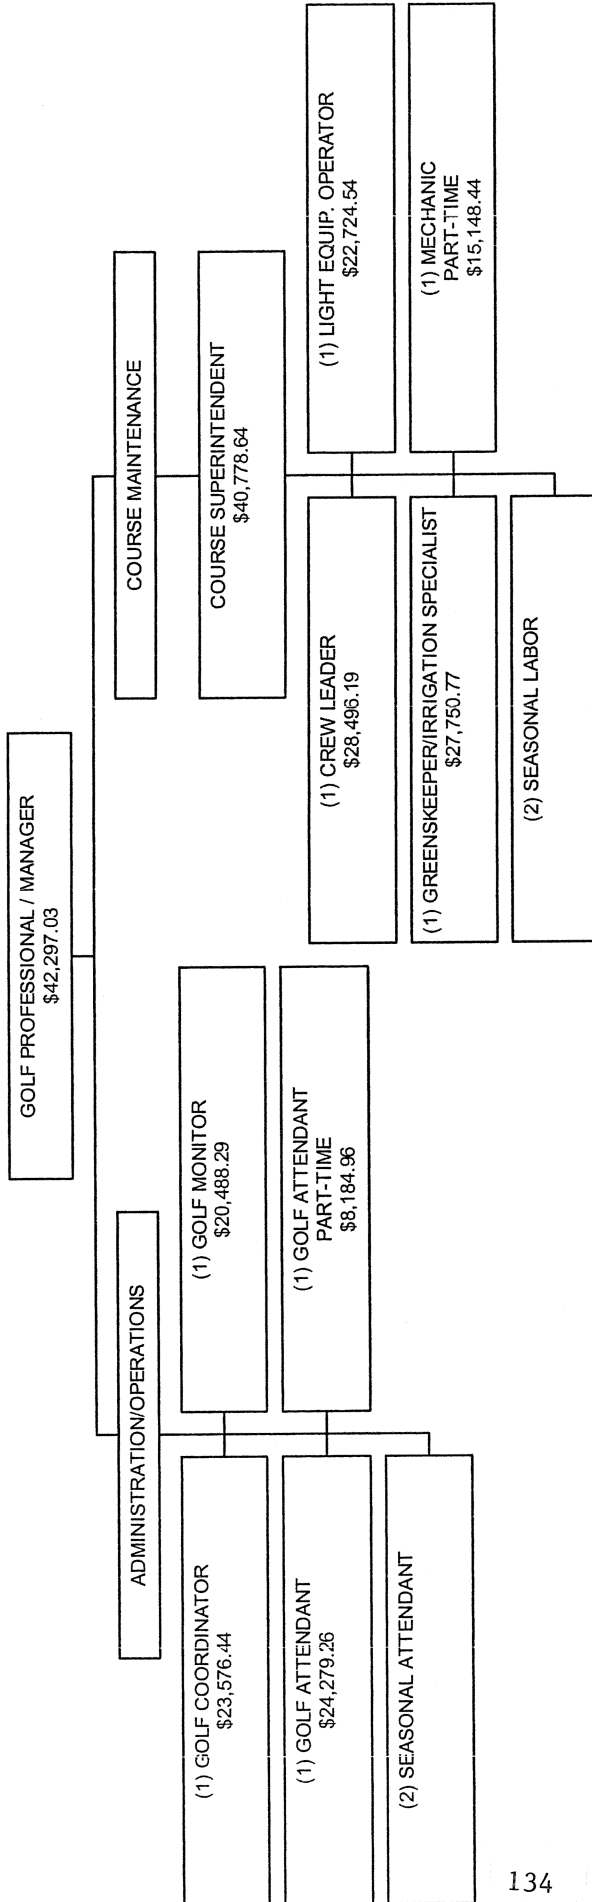 GOLF PROFESSIONAL / MANAGER
$42,297.03
ADMINISTRATION/OPERATIONS
(1) GOLF COORDINATOR
$23,576.44
(1) GOLF MONITOR
$20,488.29
(1) GOLF ATTENDANT
$24,279.26
(1) GOLF ATTENDANT
PART-TIME
$8,184.96
(2) SEASONAL ATTENDANT
COURSE MAINTENANCE
COURSE SUPERINTENDENT
$40,778.64
(1) CREW LEADER
$28,496.19
(1) LIGHT EQUIP. OPERATOR
$22,724.54
(1) GREENSKEEPER/IRRIGATION SPECIALIST
$27,750.77
(1) MECHANIC
PART-TIME
$15,148.44
(2) SEASONAL LABOR
134